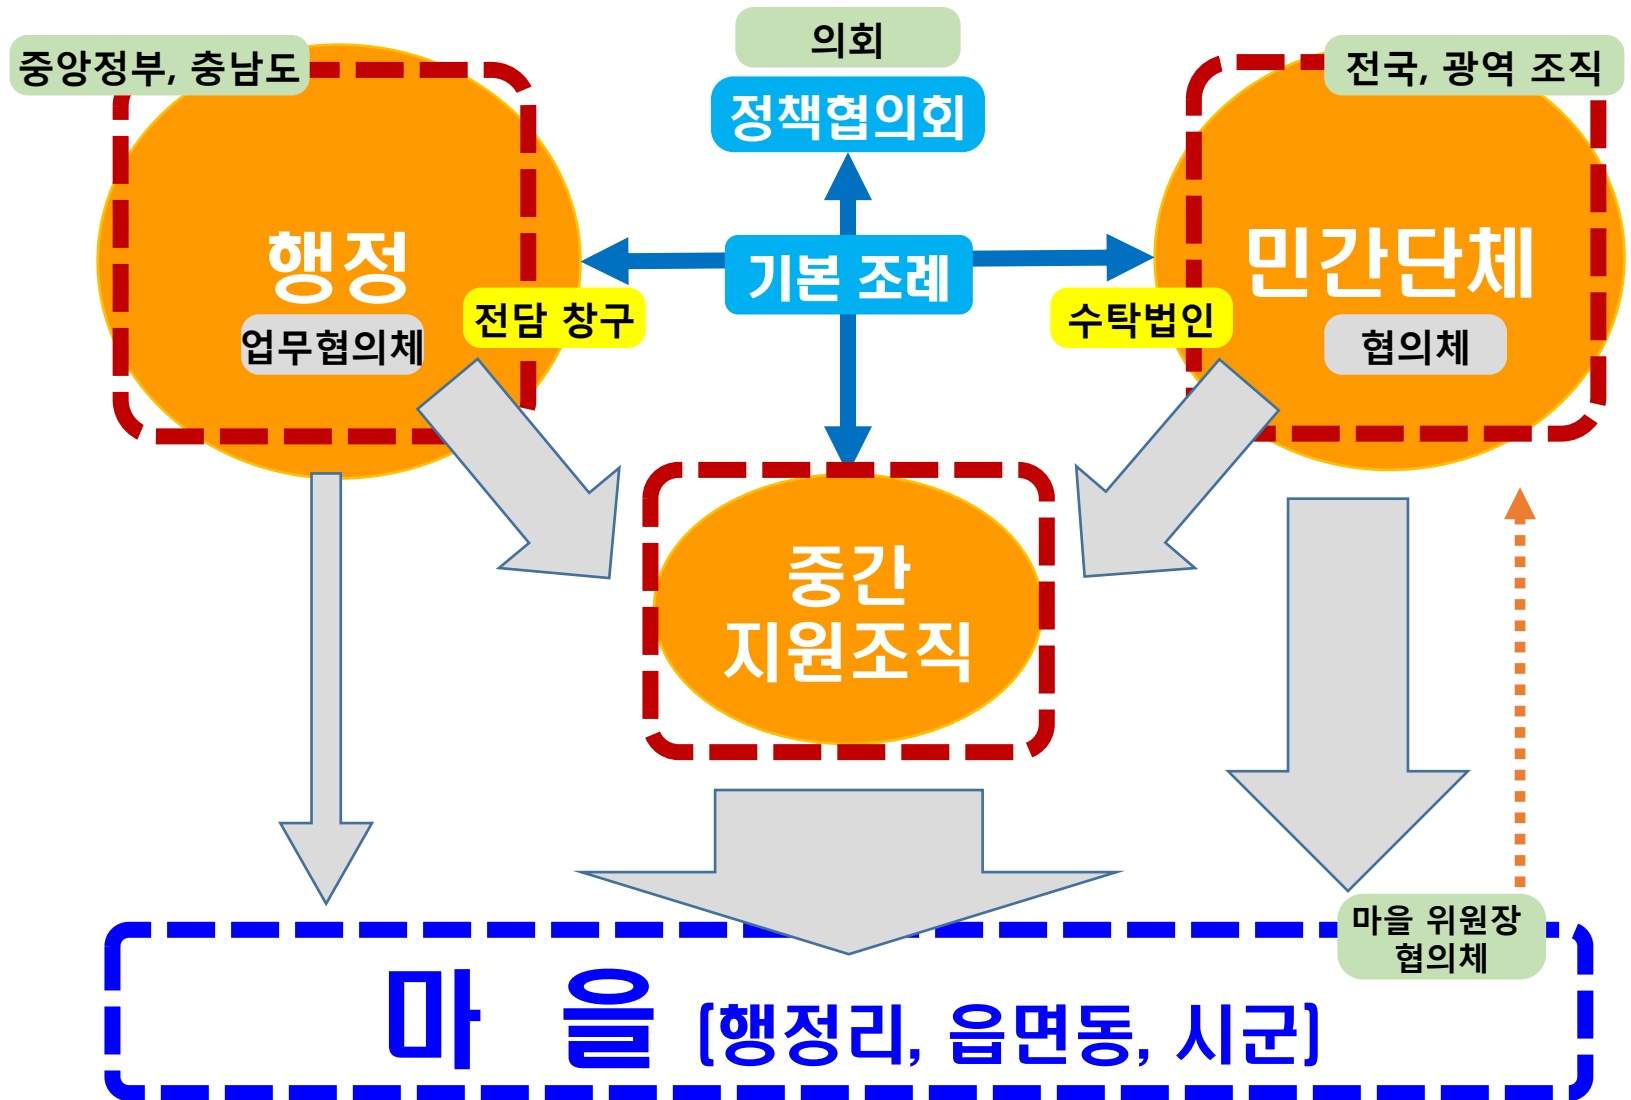 의회
중앙정부, 충남도
전국, 광역 조직
정책협의회
행정
기본 조례
민간단체
전담 창구
수탁법인
업무협의체
협의체
중간
지원조직
마을 위원장
협의체
마 을 (행정리, 읍면동, 시군)